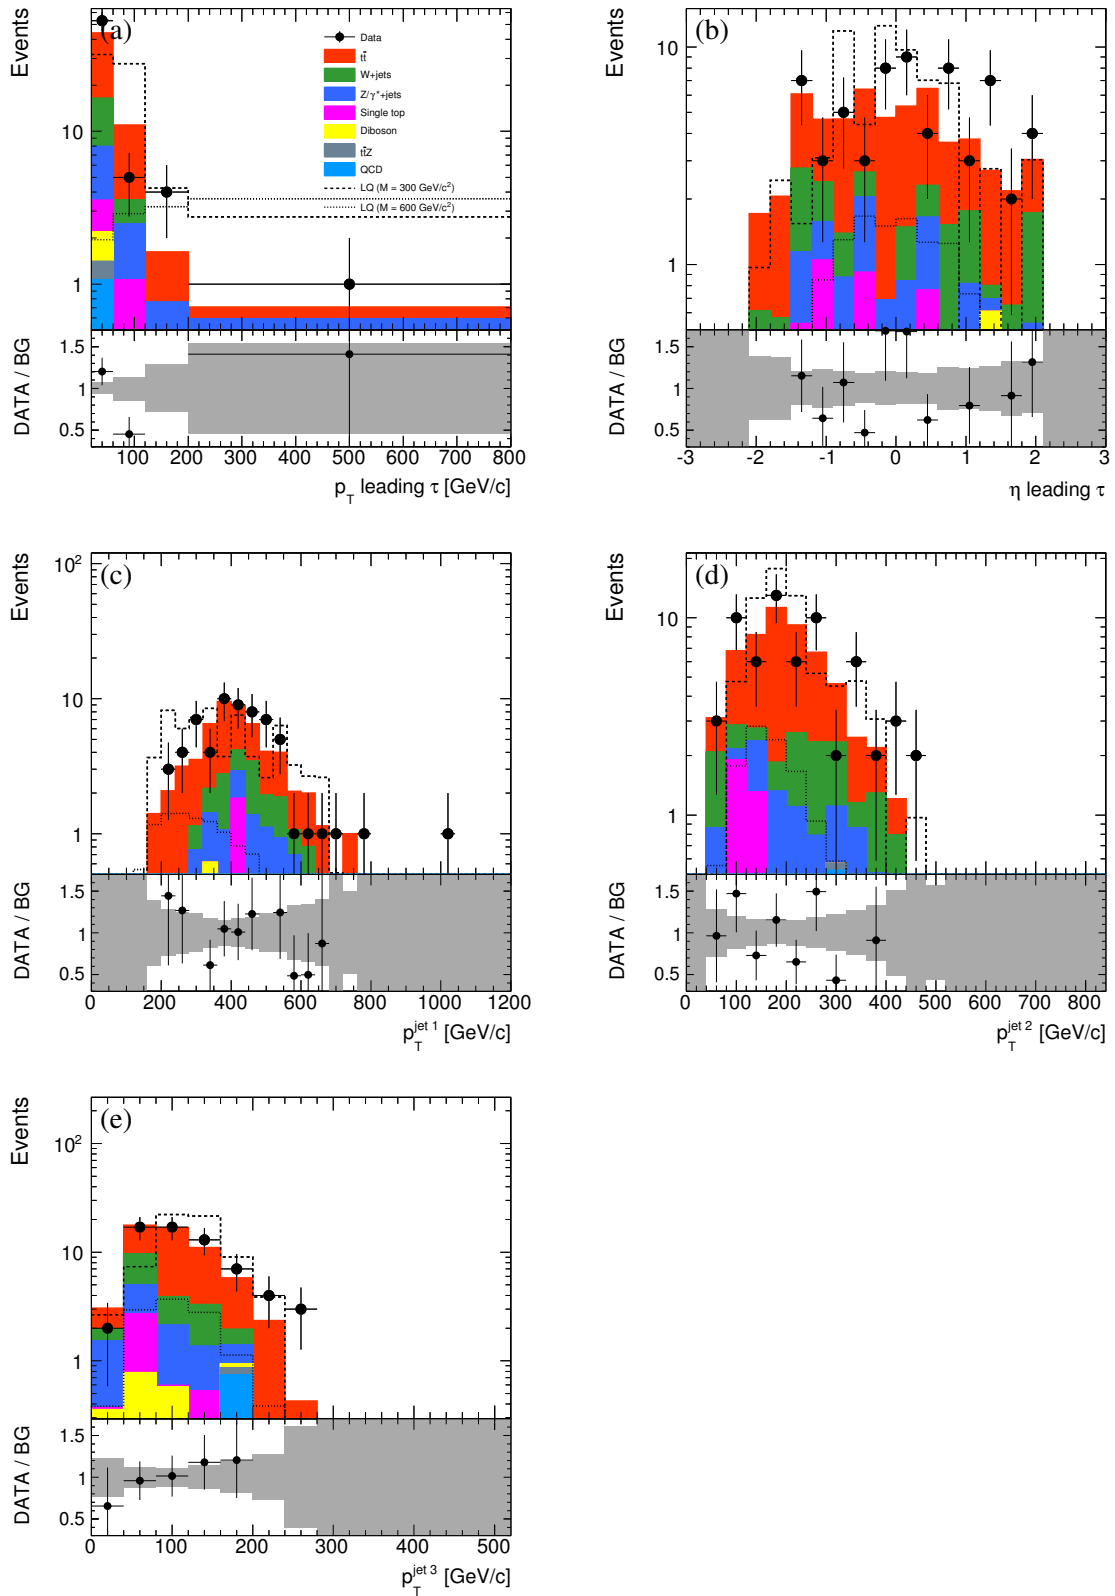 (a)
Events
Data
tt̄
W+jets
Z/γ*+jets
Single top
Diboson
tt̄Z
QCD
LQ (M = 300 GeV/c²)
LQ (M = 600 GeV/c²)
10
1
DATA / BG
1.5
1
0.5
100 200 300 400 500 600 700 800
p_T leading τ [GeV/c]
(b)
Events
10
1
DATA / BG
1.5
1
0.5
-3 -2 -1 0 1 2 3
η leading τ
(c)
Events
10²
10
1
DATA / BG
1.5
1
0.5
0 200 400 600 800 1000 1200
p_T^jet 1 [GeV/c]
(d)
Events
10
1
DATA / BG
1.5
1
0.5
0 100 200 300 400 500 600 700 800
p_T^jet 2 [GeV/c]
(e)
Events
10²
10
1
DATA / BG
1.5
1
0.5
0 100 200 300 400 500
p_T^jet 3 [GeV/c]